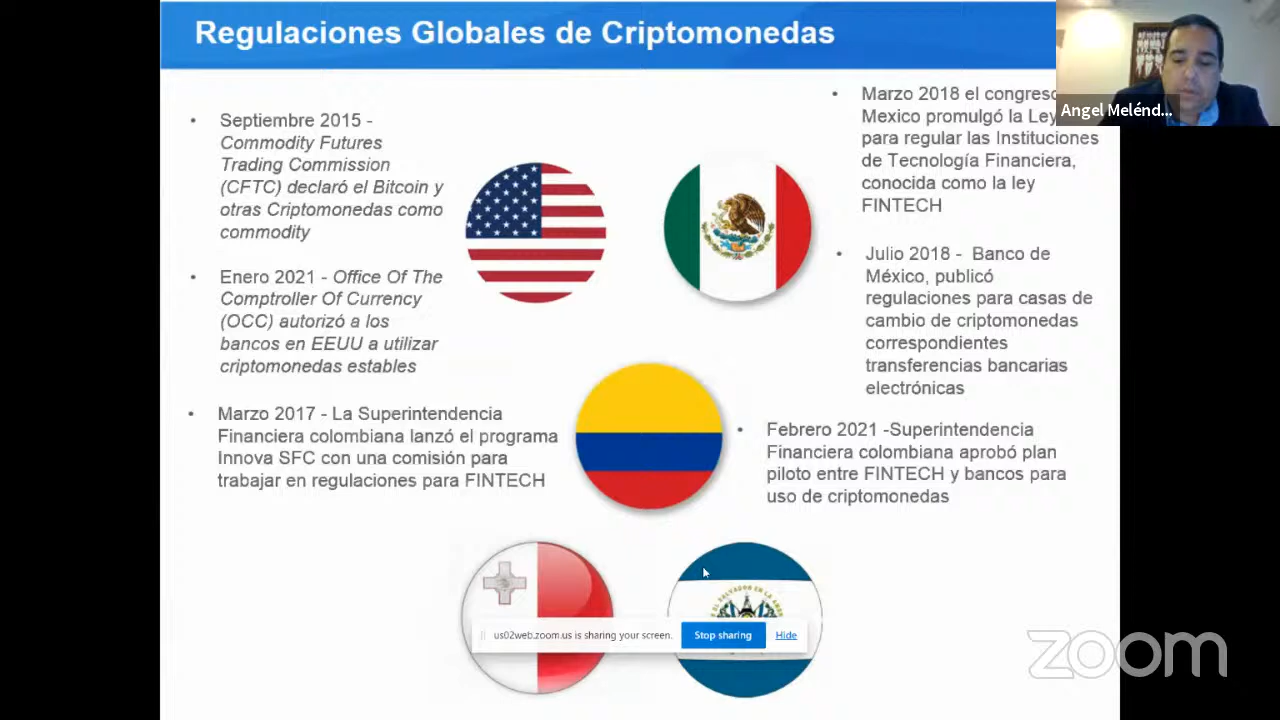 Regulaciones Globales de Criptomonedas
Angel Melénd...
• Septiembre 2015 -
Commodity Futures
Trading Commission
(CFTC) declaró el Bitcoin y
otras Criptomonedas como
commodity
• Enero 2021 - Office Of The
Comptroller Of Currency
(OCC) autorizó a los
bancos en EEUU a utilizar
criptomonedas estables
• Marzo 2018 el congreso
Mexico promulgó la Ley
para regular las Instituciones
de Tecnología Financiera,
conocida como la ley
FINTECH
• Julio 2018 - Banco de
México, publicó
regulaciones para casas de
cambio de criptomonedas
correspondientes
transferencias bancarias
electrónicas
• Marzo 2017 - La Superintendencia
Financiera colombiana lanzó el programa
Innova SFC con una comisión para
trabajar en regulaciones para FINTECH
• Febrero 2021 -Superintendencia
Financiera colombiana aprobó plan
piloto entre FINTECH y bancos para
uso de criptomonedas
us02web.zoom.us is sharing your screen. Stop sharing Hide
zoom